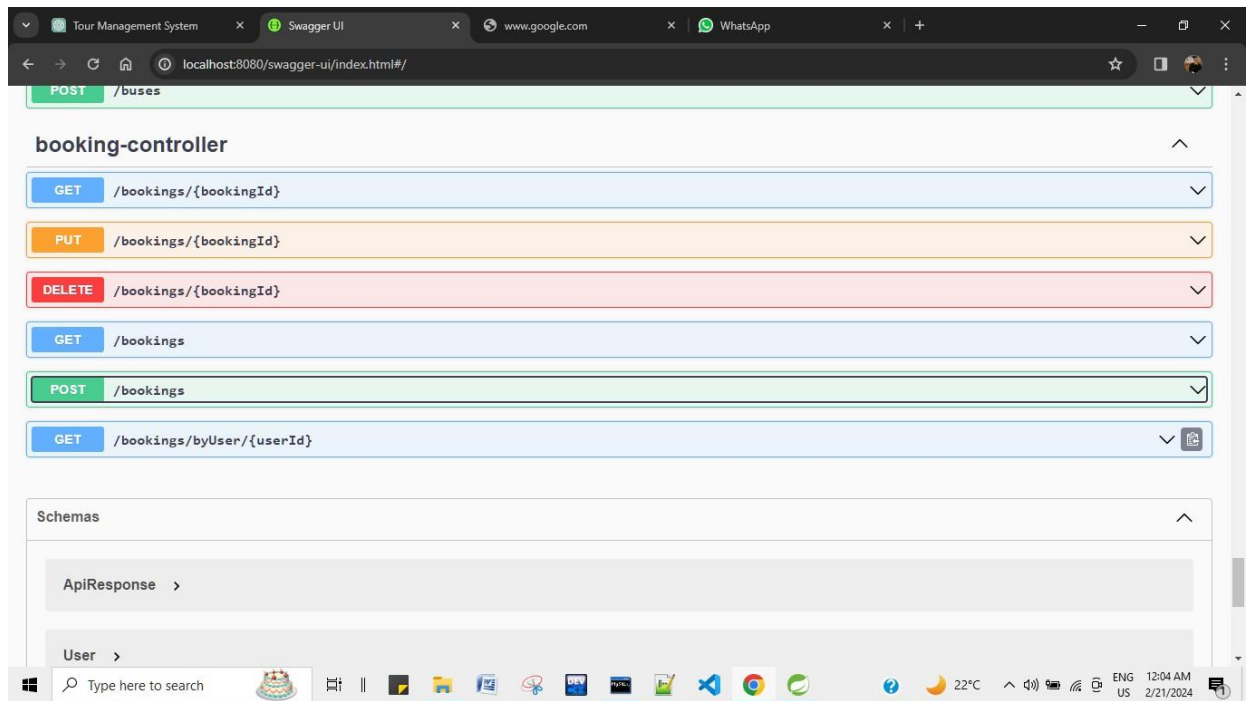 Tour Management System
Swagger UI
www.google.com
WhatsApp
localhost:8080/swagger-ui/index.html#/
POST /buses
booking-controller
GET /bookings/{bookingId}
PUT /bookings/{bookingId}
DELETE /bookings/{bookingId}
GET /bookings
POST /bookings
GET /bookings/byUser/{userId}
Schemas
ApiResponse
User
Type here to search
22°C
ENG
US
12:04 AM
2/21/2024